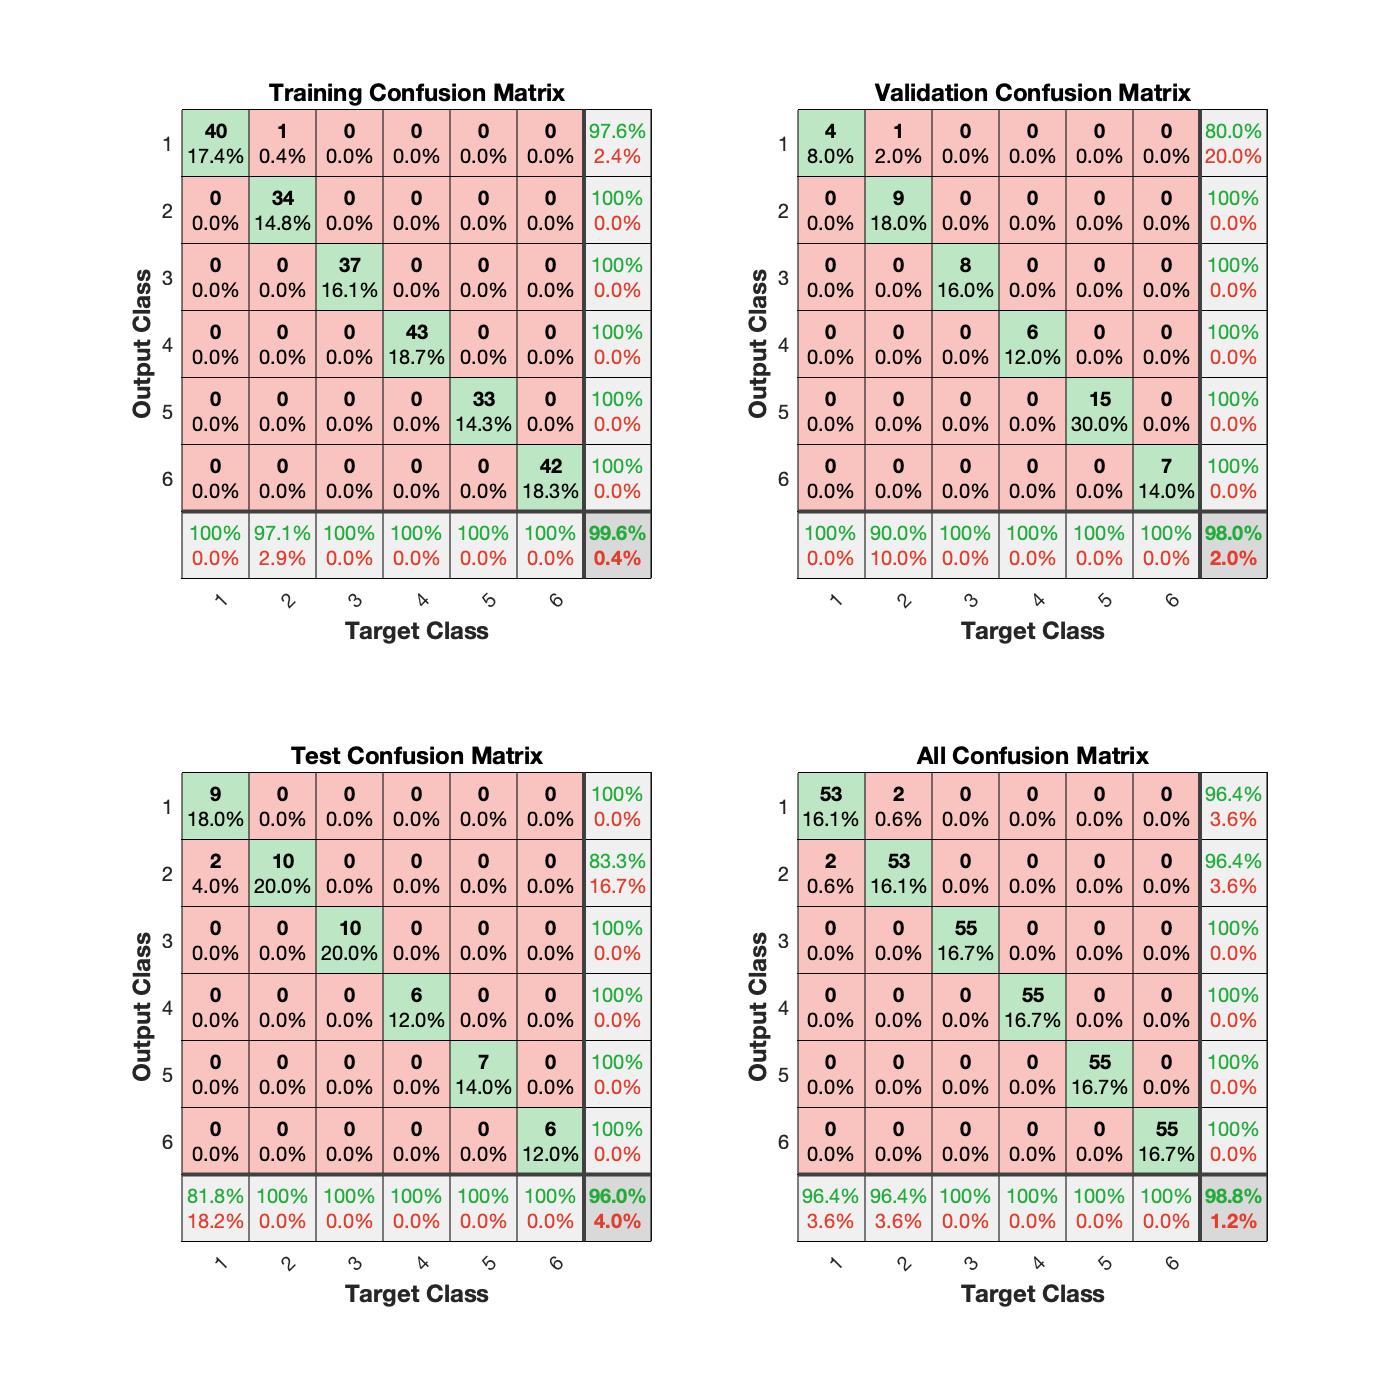 Training Confusion Matrix
1 40 1 0 0 0 0 97.6%
17.4% 0.4% 0.0% 0.0% 0.0% 0.0% 2.4%
2 0 34 0 0 0 0 100%
0.0% 14.8% 0.0% 0.0% 0.0% 0.0% 0.0%
3 0 0 37 0 0 0 100%
0.0% 0.0% 16.1% 0.0% 0.0% 0.0% 0.0%
4 0 0 0 43 0 0 100%
0.0% 0.0% 0.0% 18.7% 0.0% 0.0% 0.0%
5 0 0 0 0 33 0 100%
0.0% 0.0% 0.0% 0.0% 14.3% 0.0% 0.0%
6 0 0 0 0 0 42 100%
0.0% 0.0% 0.0% 0.0% 0.0% 18.3% 0.0%
100% 97.1% 100% 100% 100% 100% 99.6%
0.0% 2.9% 0.0% 0.0% 0.0% 0.0% 0.4%
1 2 3 4 5 6
Target Class
Output Class
Validation Confusion Matrix
1 4 1 0 0 0 0 80.0%
8.0% 2.0% 0.0% 0.0% 0.0% 0.0% 20.0%
2 0 9 0 0 0 0 100%
0.0% 18.0% 0.0% 0.0% 0.0% 0.0% 0.0%
3 0 0 8 0 0 0 100%
0.0% 0.0% 16.0% 0.0% 0.0% 0.0% 0.0%
4 0 0 0 6 0 0 100%
0.0% 0.0% 0.0% 12.0% 0.0% 0.0% 0.0%
5 0 0 0 0 15 0 100%
0.0% 0.0% 0.0% 0.0% 30.0% 0.0% 0.0%
6 0 0 0 0 0 7 100%
0.0% 0.0% 0.0% 0.0% 0.0% 14.0% 0.0%
100% 90.0% 100% 100% 100% 100% 98.0%
0.0% 10.0% 0.0% 0.0% 0.0% 0.0% 2.0%
1 2 3 4 5 6
Target Class
Output Class
Test Confusion Matrix
1 9 0 0 0 0 0 100%
18.0% 0.0% 0.0% 0.0% 0.0% 0.0% 0.0%
2 2 10 0 0 0 0 83.3%
4.0% 20.0% 0.0% 0.0% 0.0% 0.0% 16.7%
3 0 0 10 0 0 0 100%
0.0% 0.0% 20.0% 0.0% 0.0% 0.0% 0.0%
4 0 0 0 6 0 0 100%
0.0% 0.0% 0.0% 12.0% 0.0% 0.0% 0.0%
5 0 0 0 0 7 0 100%
0.0% 0.0% 0.0% 0.0% 14.0% 0.0% 0.0%
6 0 0 0 0 0 6 100%
0.0% 0.0% 0.0% 0.0% 0.0% 12.0% 0.0%
81.8% 100% 100% 100% 100% 100% 96.0%
18.2% 0.0% 0.0% 0.0% 0.0% 0.0% 4.0%
1 2 3 4 5 6
Target Class
Output Class
All Confusion Matrix
1 53 2 0 0 0 0 96.4%
16.1% 0.6% 0.0% 0.0% 0.0% 0.0% 3.6%
2 2 53 0 0 0 0 96.4%
0.6% 16.1% 0.0% 0.0% 0.0% 0.0% 3.6%
3 0 0 55 0 0 0 100%
0.0% 0.0% 16.7% 0.0% 0.0% 0.0% 0.0%
4 0 0 0 55 0 0 100%
0.0% 0.0% 0.0% 16.7% 0.0% 0.0% 0.0%
5 0 0 0 0 55 0 100%
0.0% 0.0% 0.0% 0.0% 16.7% 0.0% 0.0%
6 0 0 0 0 0 55 100%
0.0% 0.0% 0.0% 0.0% 0.0% 16.7% 0.0%
96.4% 96.4% 100% 100% 100% 100% 98.8%
3.6% 3.6% 0.0% 0.0% 0.0% 0.0% 1.2%
1 2 3 4 5 6
Target Class
Output Class